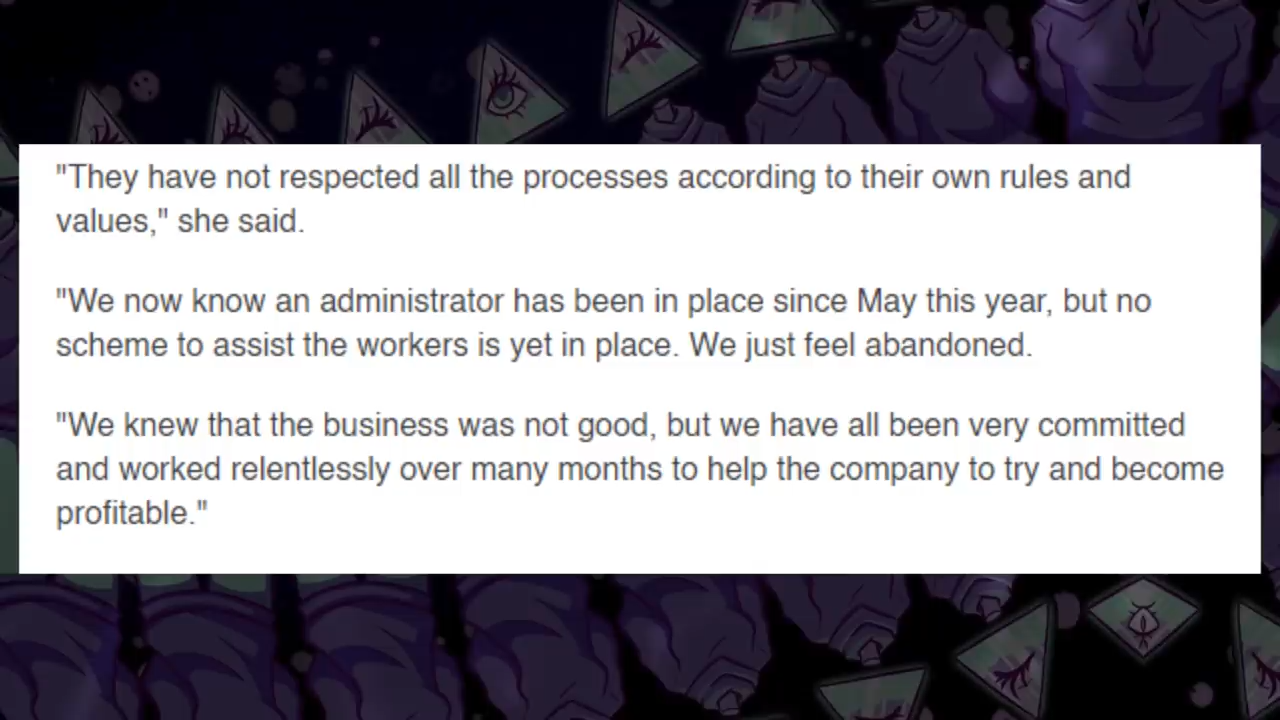 "They have not respected all the processes according to their own rules and
values," she said.
"We now know an administrator has been in place since May this year, but no
scheme to assist the workers is yet in place. We just feel abandoned.
"We knew that the business was not good, but we have all been very committed
and worked relentlessly over many months to help the company to try and become
profitable."